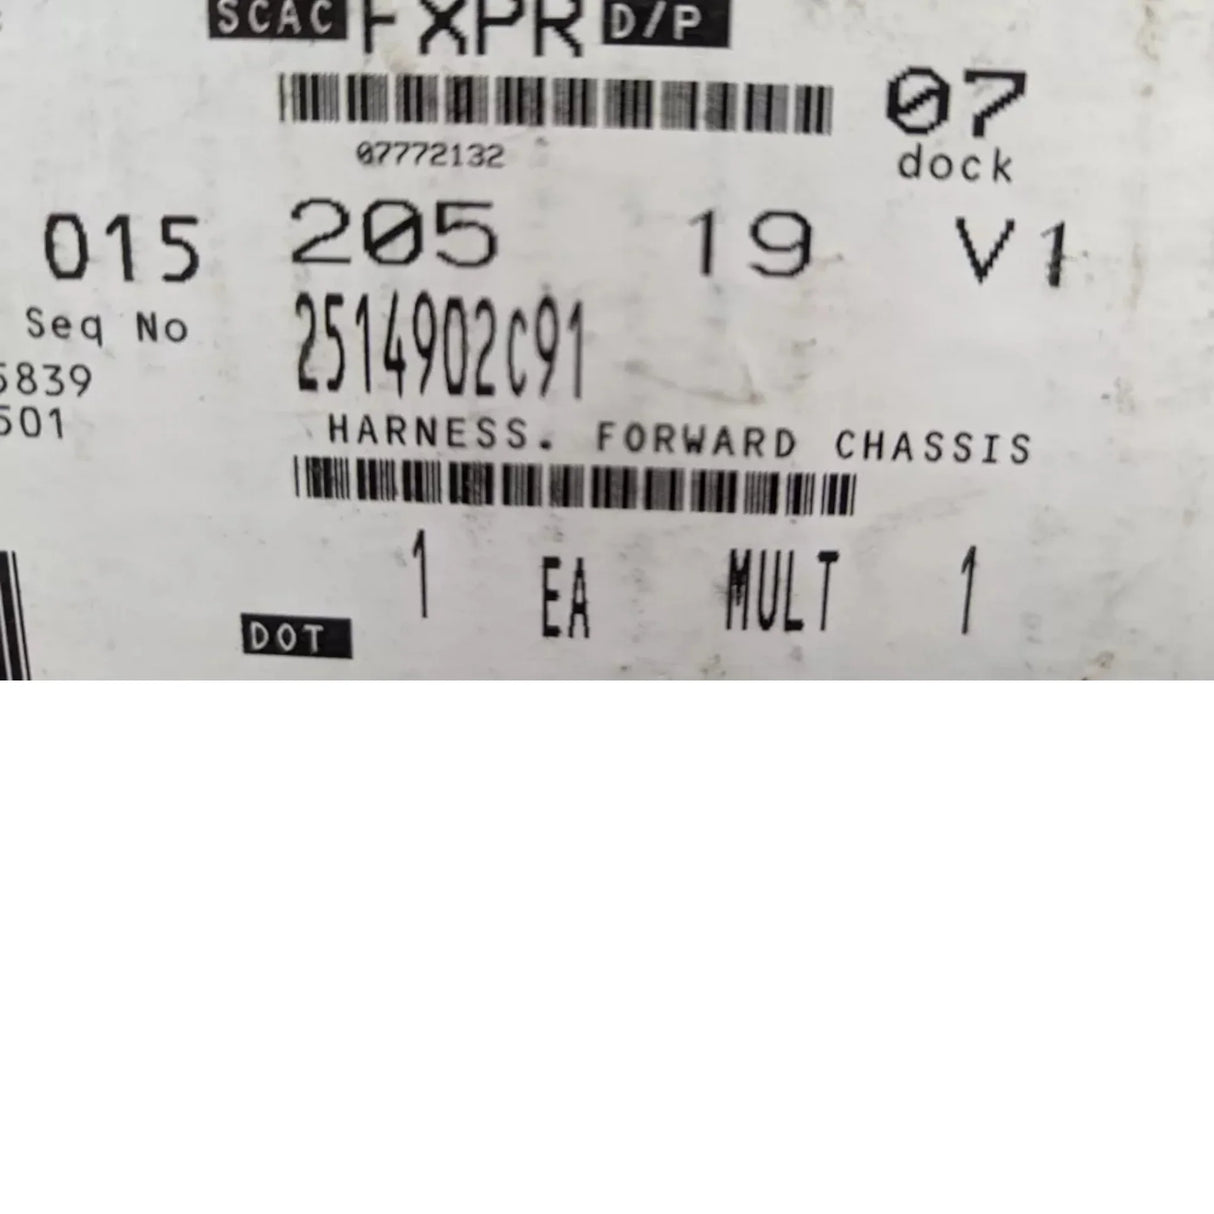 SCAC FXPR D/P
07772132
07
dock
015 205 19 V1
Seq No
2514902C91
5839
501
HARNESS. FORWARD CHASSIS
1 EA MULT 1
DOT